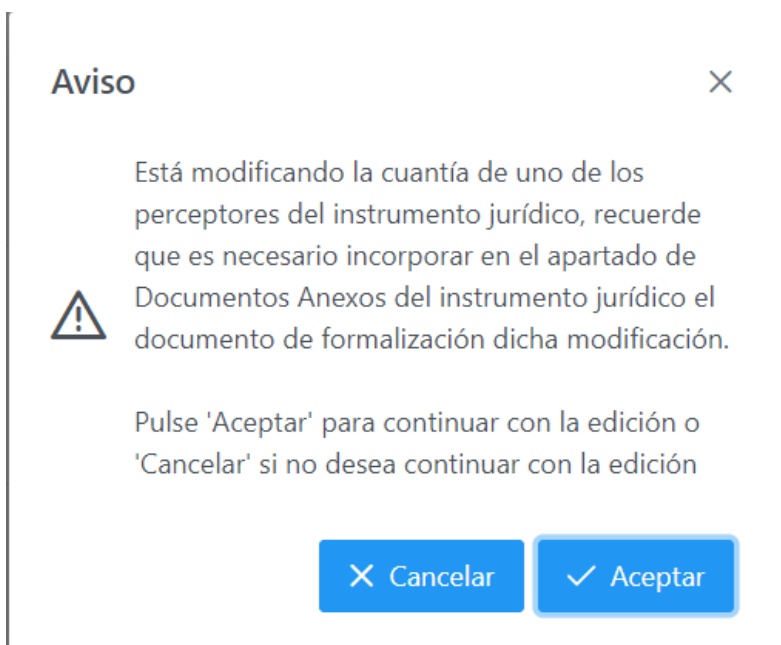 Aviso
Está modificando la cuantía de uno de los
perceptores del instrumento jurídico, recuerde
que es necesario incorporar en el apartado de
Documentos Anexos del instrumento jurídico el
documento de formalización dicha modificación.
Pulse 'Aceptar' para continuar con la edición o
'Cancelar' si no desea continuar con la edición
Cancelar
Aceptar